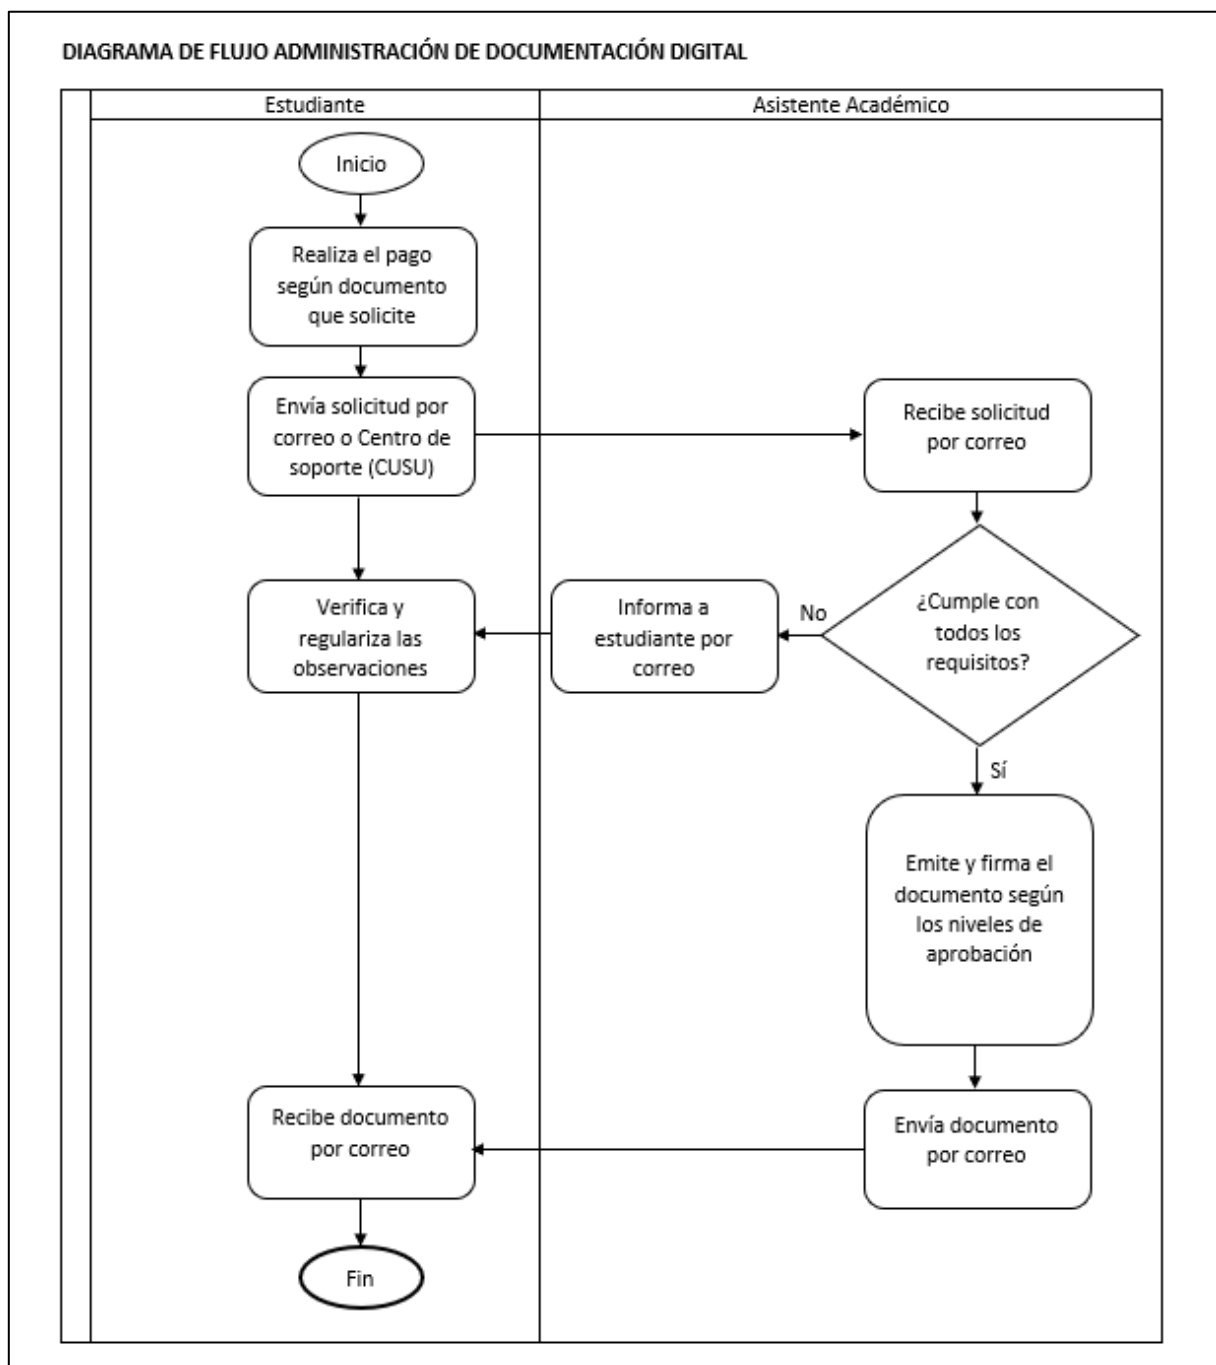 DIAGRAMA DE FLUJO ADMINISTRACIÓN DE DOCUMENTACIÓN DIGITAL
Estudiante
Asistente Académico
Inicio
Realiza el pago
según documento
que solicite
Envía solicitud por
correo o Centro de
soporte (CUSU)
Recibe solicitud
por correo
¿Cumple con
todos los
requisitos?
No
Informa a
estudiante por
correo
Verifica y
regulariza las
observaciones
Sí
Emite y firma el
documento según
los niveles de
aprobación
Envía documento
por correo
Recibe documento
por correo
Fin